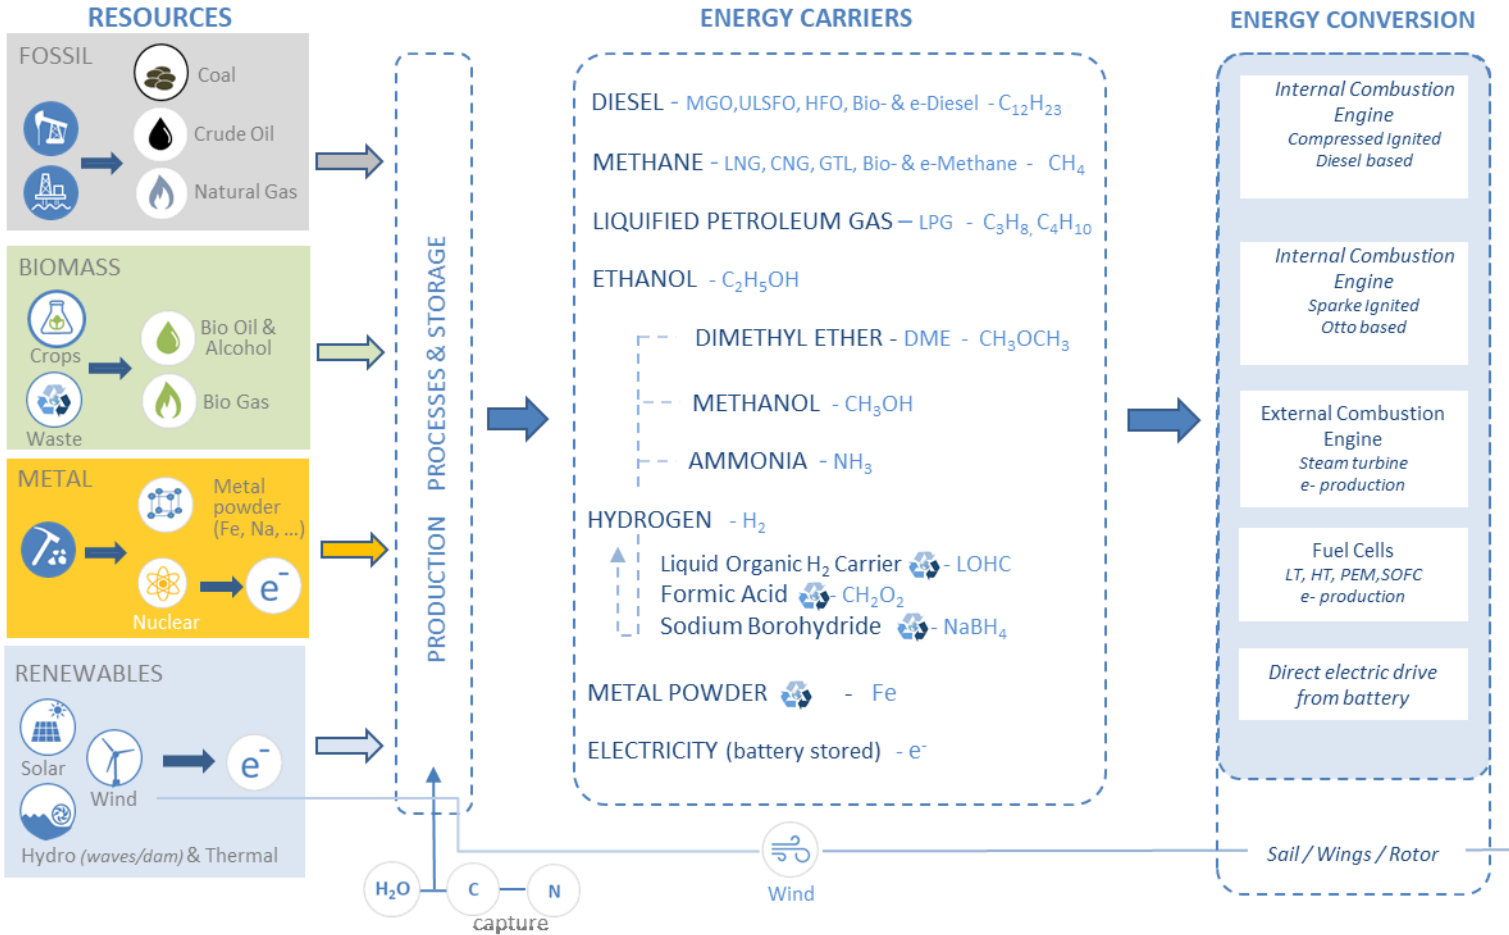 RESOURCES
FOSSIL
Coal
Crude Oil
Natural Gas
BIOMASS
Crops
Waste
Bio Oil &
Alcohol
Bio Gas
METAL
Metal
powder
(Fe, Na, ...)
Nuclear
e⁻
RENEWABLES
Solar
Wind
e⁻
Hydro (waves/dam) & Thermal
PRODUCTION PROCESSES & STORAGE
H₂O
C
N
capture
ENERGY CARRIERS
DIESEL - MGO,ULSFO, HFO, Bio- & e-Diesel - C₁₂H₂₃
METHANE - LNG, CNG, GTL, Bio- & e-Methane - CH₄
LIQUIFIED PETROLEUM GAS – LPG - C₃H₈, C₄H₁₀
ETHANOL - C₂H₅OH
DIMETHYL ETHER - DME - CH₃OCH₃
METHANOL - CH₃OH
AMMONIA - NH₃
HYDROGEN - H₂
Liquid Organic H₂ Carrier - LOHC
Formic Acid - CH₂O₂
Sodium Borohydride - NaBH₄
METAL POWDER - Fe
ELECTRICITY (battery stored) - e⁻
Wind
ENERGY CONVERSION
Internal Combustion
Engine
Compressed Ignited
Diesel based
Internal Combustion
Engine
Sparke Ignited
Otto based
External Combustion
Engine
Steam turbine
e- production
Fuel Cells
LT, HT, PEM,SOFC
e- production
Direct electric drive
from battery
Sail / Wings / Rotor